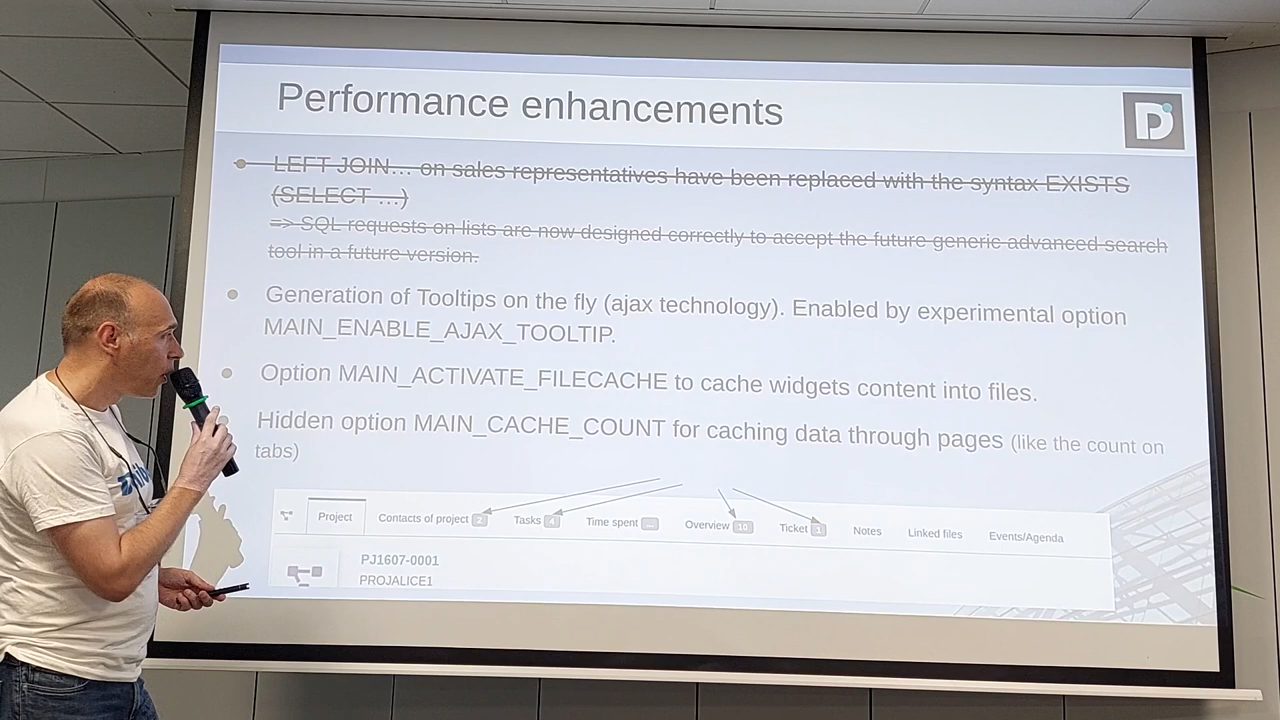 Performance enhancements
D
LEFT JOIN... on sales representatives have been replaced with the syntax EXISTS
(SELECT ...)
=> SQL requests on lists are now designed correctly to accept the future generic advanced search
tool in a future version.
Generation of Tooltips on the fly (ajax technology). Enabled by experimental option
MAIN_ENABLE_AJAX_TOOLTIP.
Option MAIN_ACTIVATE_FILECACHE to cache widgets content into files.
Hidden option MAIN_CACHE_COUNT for caching data through pages (like the count on
tabs)
Project Contacts of project 2 Tasks 4 Time spent ... Overview 10 Ticket 1 Notes Linked files Events/Agenda
PJ1607-0001
PROJALICE1